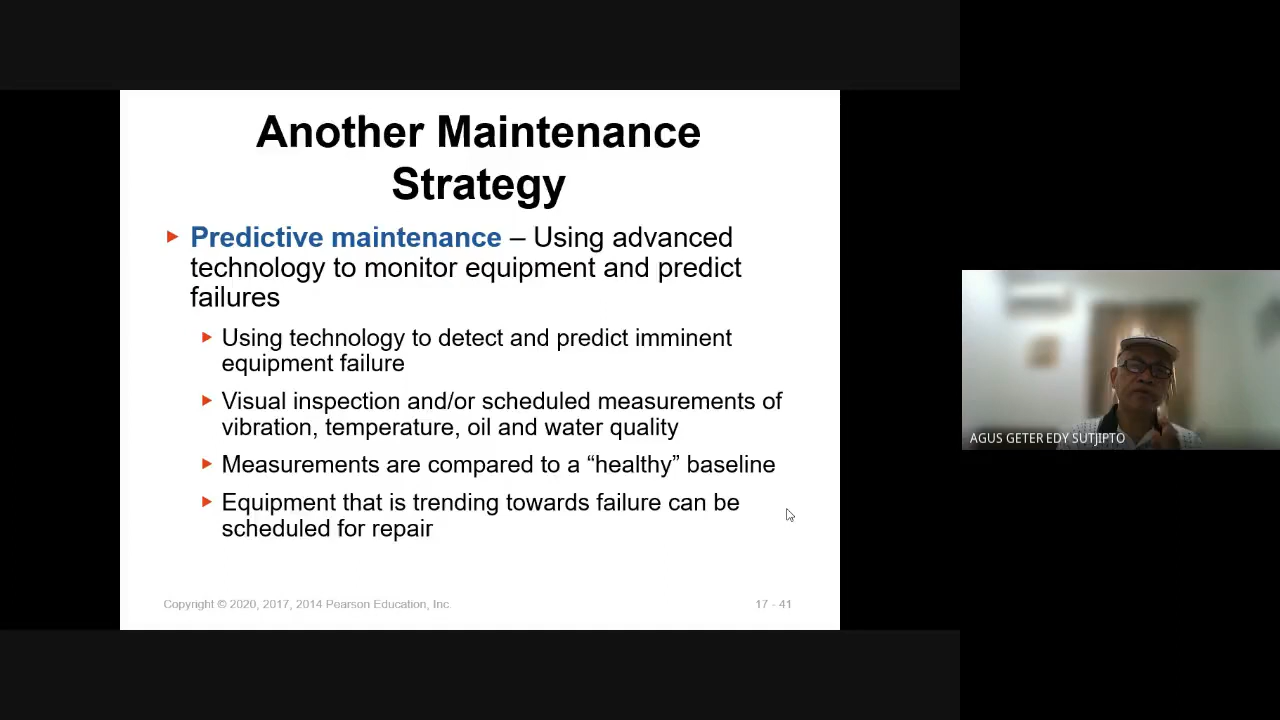 Another Maintenance
Strategy
Predictive maintenance – Using advanced
technology to monitor equipment and predict
failures
Using technology to detect and predict imminent
equipment failure
Visual inspection and/or scheduled measurements of
vibration, temperature, oil and water quality
Measurements are compared to a “healthy” baseline
Equipment that is trending towards failure can be
scheduled for repair
Copyright © 2020, 2017, 2014 Pearson Education, Inc.
17 - 41
AGUS GETER EDY SUTJIPTO